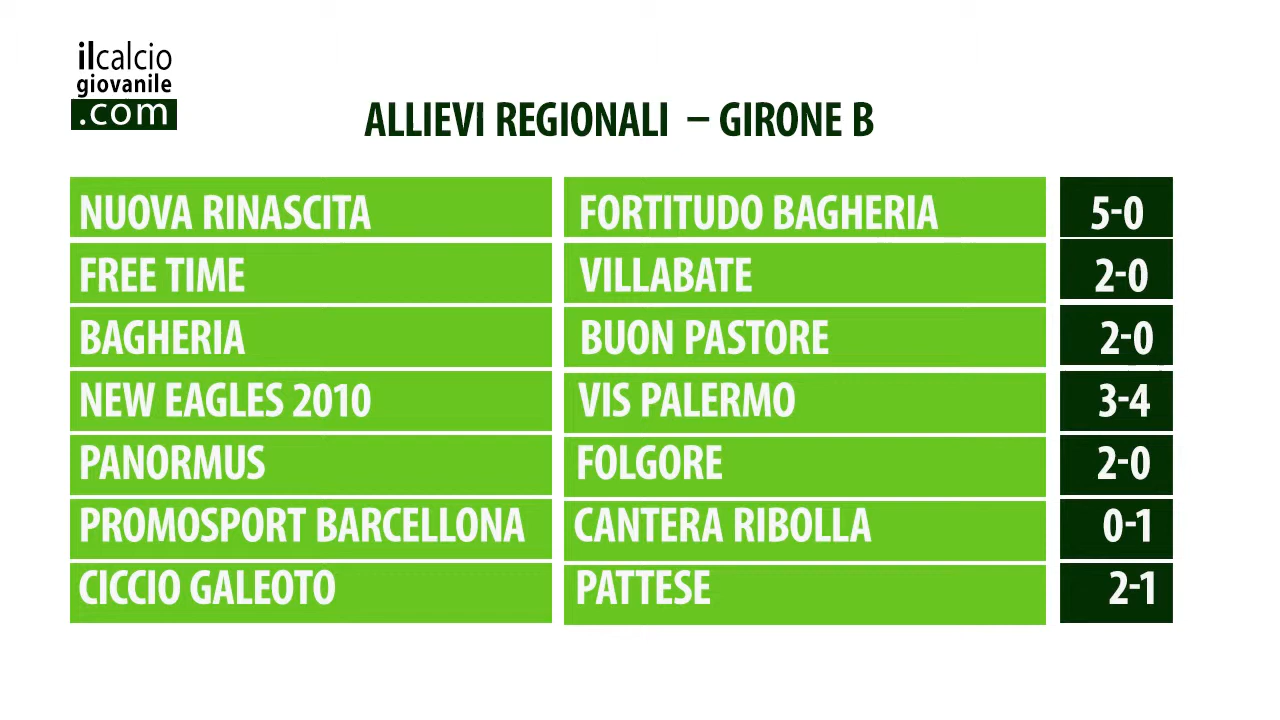 ilcalcio
giovanile
.com
ALLIEVI REGIONALI – GIRONE B
NUOVA RINASCITA FORTITUDO BAGHERIA 5-0
FREE TIME VILLABATE 2-0
BAGHERIA BUON PASTORE 2-0
NEW EAGLES 2010 VIS PALERMO 3-4
PANORMUS FOLGORE 2-0
PROMOSPORT BARCELLONA CANTERA RIBOLLA 0-1
CICCIO GALEOTO PATTESE 2-1